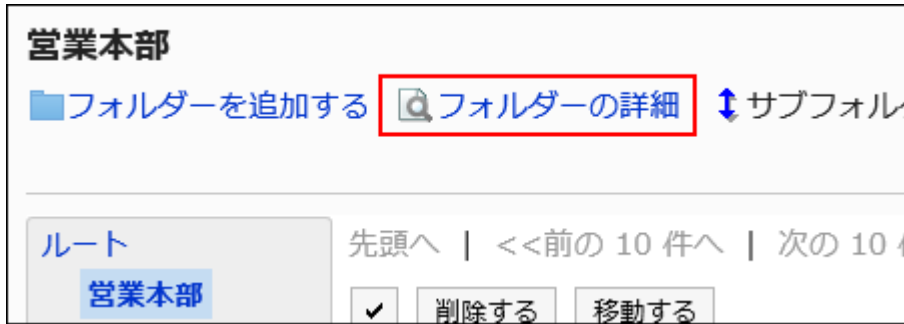 営業本部
フォルダーを追加する フォルダーの詳細 サブフォル
ルート
営業本部
先頭へ | <<前の 10 件へ | 次の 10
削除する 移動する